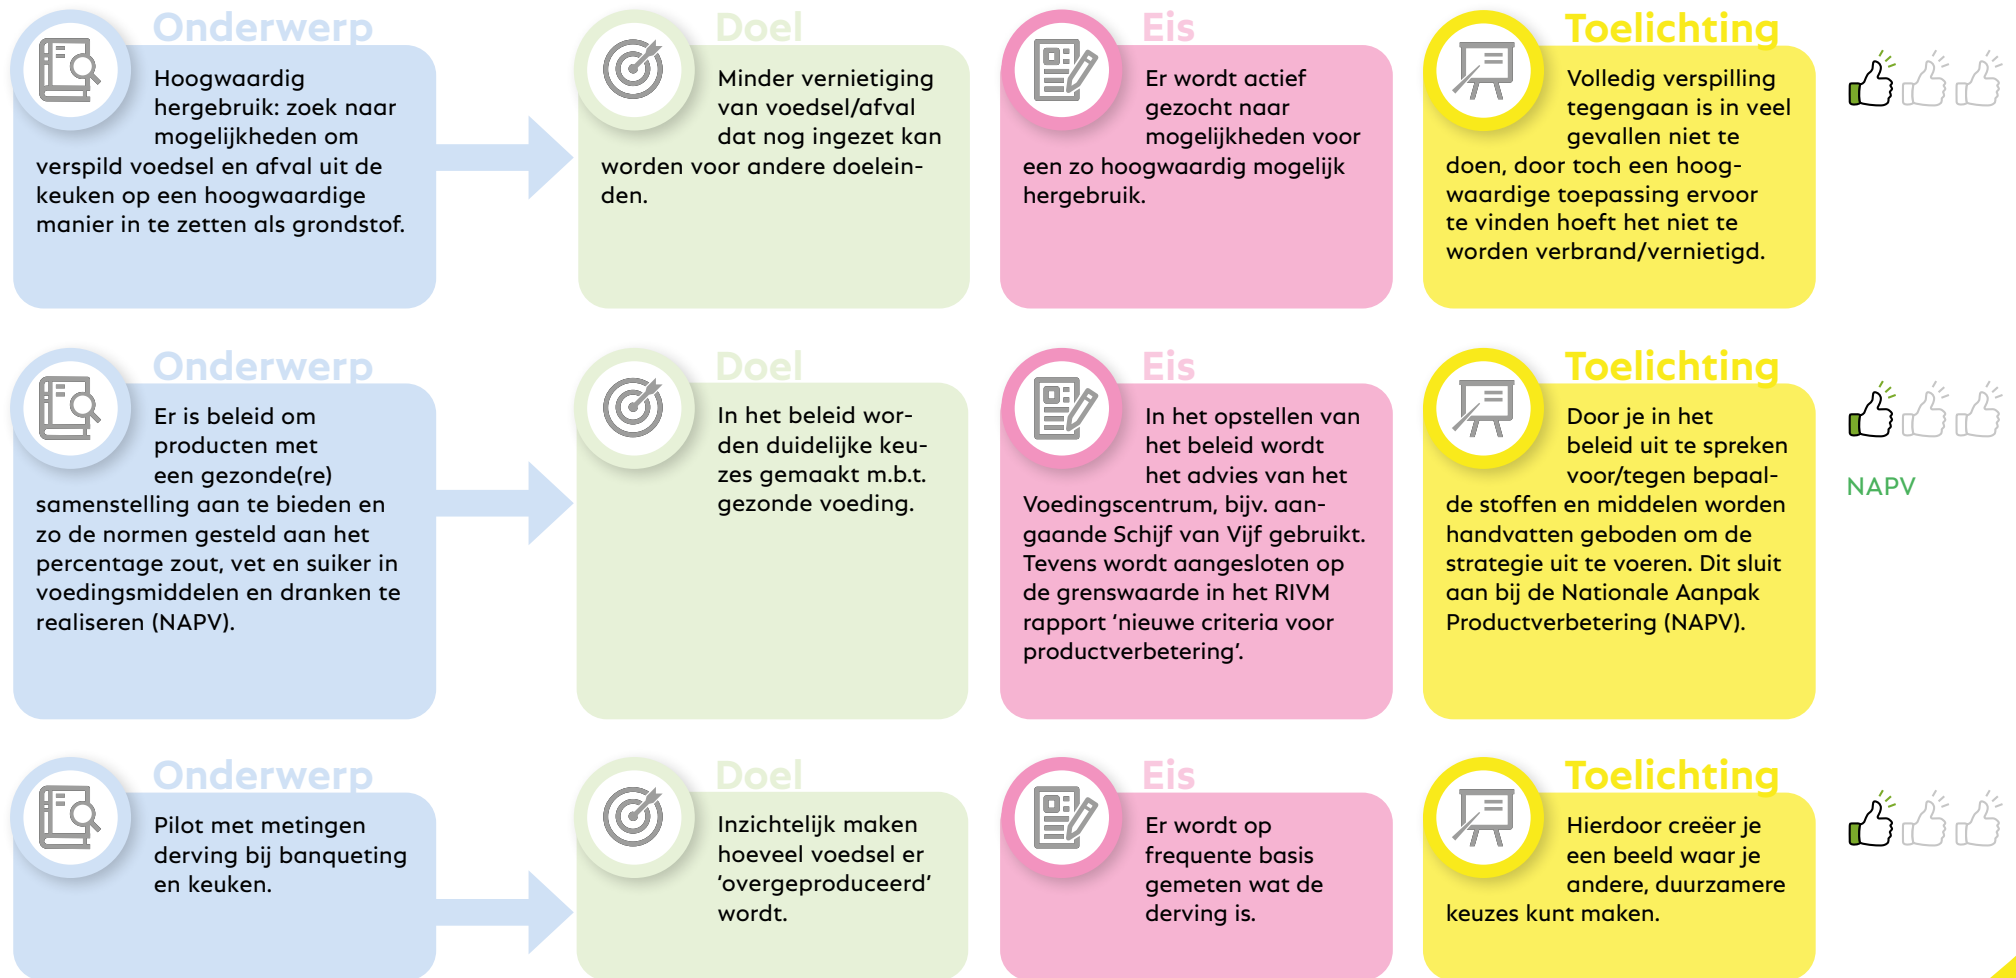 Onderwerp
Hoogwaardig
hergebruik: zoek naar
mogelijkheden om
verspild voedsel en afval uit de
keuken op een hoogwaardige
manier in te zetten als grondstof.
Doel
Minder vernietiging
van voedsel/afval
dat nog ingezet kan
worden voor andere doelein-
den.
Eis
Er wordt actief
gezocht naar
mogelijkheden voor
een zo hoogwaardig mogelijk
hergebruik.
Toelichting
Volledig verspilling
tegengaan is in veel
gevallen niet te
doen, door toch een hoog-
waardige toepassing ervoor
te vinden hoeft het niet te
worden verbrand/vernietigd.
Onderwerp
Er is beleid om
producten met
een gezonde(re)
samenstelling aan te bieden en
zo de normen gesteld aan het
percentage zout, vet en suiker in
voedingsmiddelen en dranken te
realiseren (NAPV).
Doel
In het beleid wor-
den duidelijke keu-
zes gemaakt m.b.t.
gezonde voeding.
Eis
In het opstellen van
het beleid wordt
het advies van het
Voedingscentrum, bijv. aan-
gaande Schijf van Vijf gebruikt.
Tevens wordt aangesloten op
de grenswaarde in het RIVM
rapport ‘nieuwe criteria voor
productverbetering’.
Toelichting
Door je in het
beleid uit te spreken
voor/tegen bepaal-
de stoffen en middelen worden
handvatten geboden om de
strategie uit te voeren. Dit sluit
aan bij de Nationale Aanpak
Productverbetering (NAPV).
NAPV
Onderwerp
Pilot met metingen
derving bij banqueting
en keuken.
Doel
Inzichtelijk maken
hoeveel voedsel er
‘overgeproduceerd’
wordt.
Eis
Er wordt op
frequente basis
gemeten wat de
derving is.
Toelichting
Hierdoor creëer je
een beeld waar je
andere, duurzamere
keuzes kunt maken.